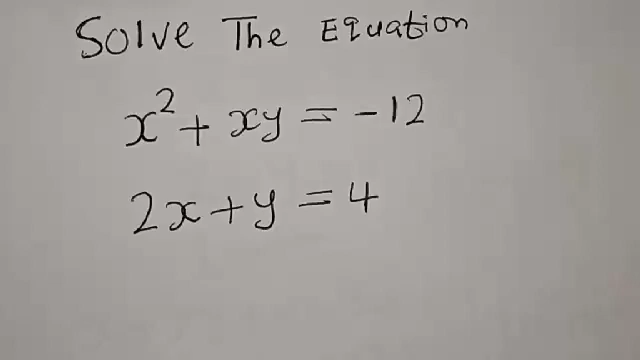 Solve The Equation
x² + xy = -12
2x + y = 4